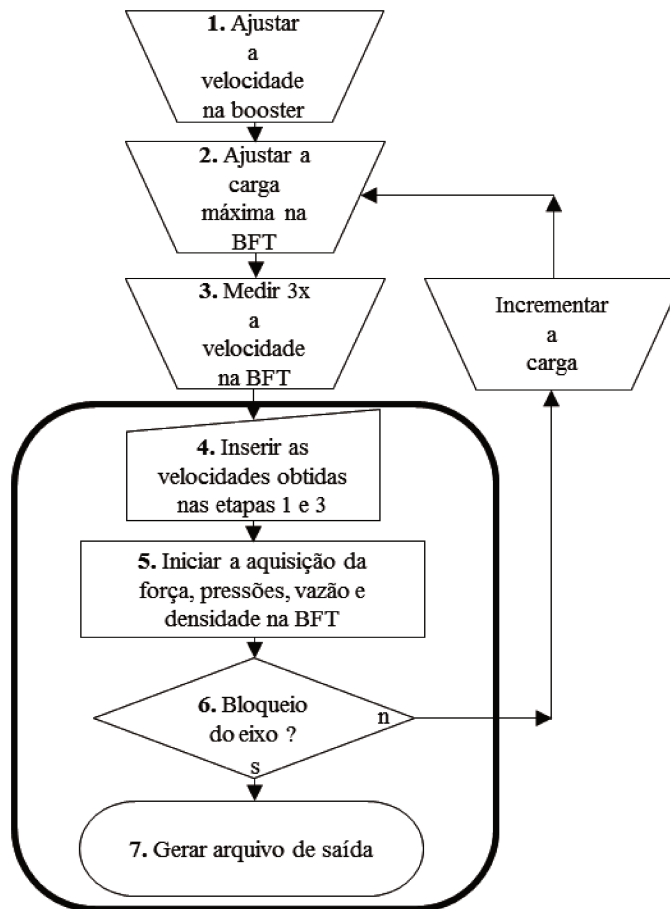 1. Ajustar
a
velocidade
na booster
2. Ajustar a
carga
máxima na
BFT
3. Medir 3x
a
velocidade
na BFT
Incrementar
a
carga
4. Inserir as
velocidades obtidas
nas etapas 1 e 3
5. Iniciar a aquisição da
força, pressões, vazão e
densidade na BFT
6. Bloqueio
do eixo ?
n
s
7. Gerar arquivo de saída